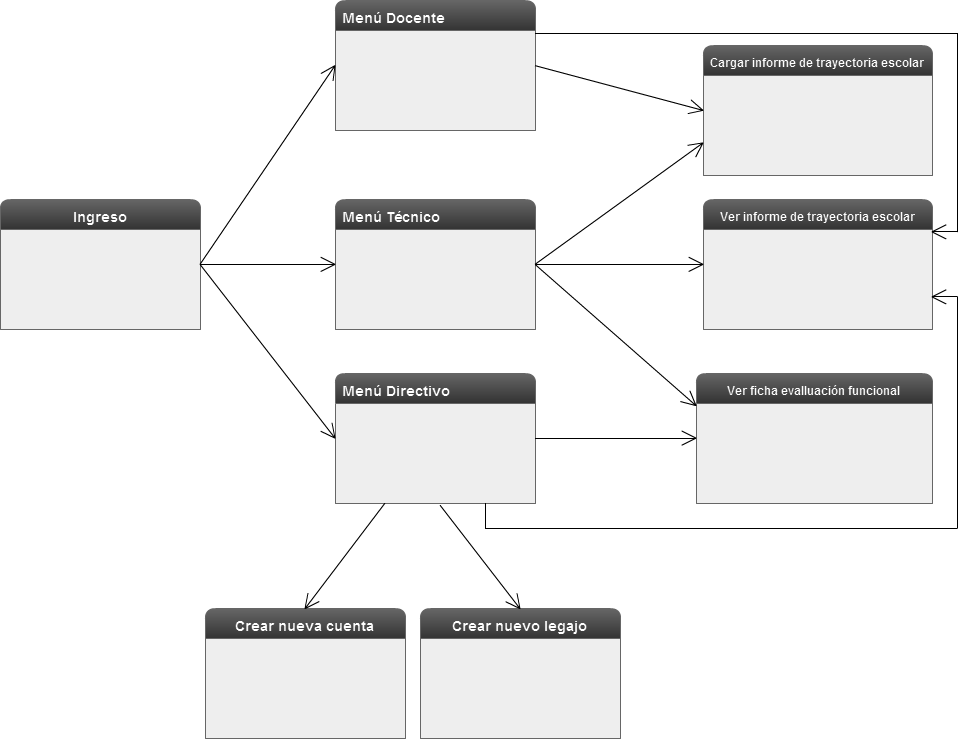 Menú Docente
Cargar informe de trayectoria escolar
Ingreso
Menú Técnico
Ver informe de trayectoria escolar
Menú Directivo
Ver ficha evalluación funcional
Crear nueva cuenta
Crear nuevo legajo